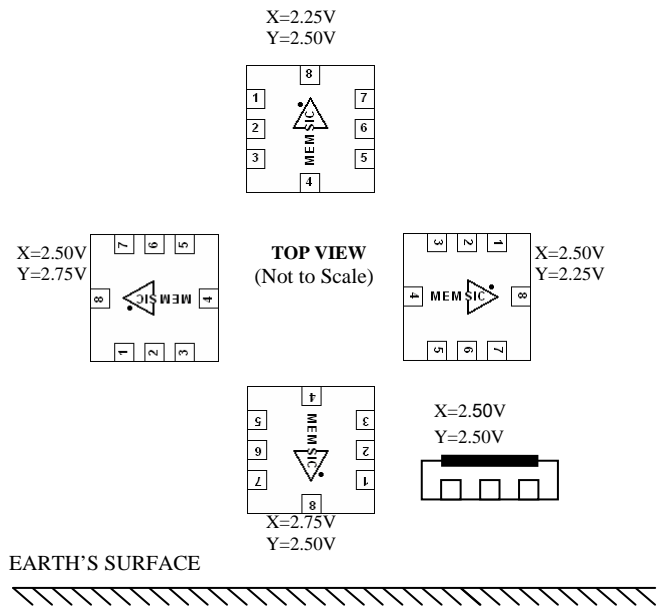 X=2.25V
Y=2.50V
8
1
7
2
6
3
5
MEMSIC
4
7 6 5
X=2.50V
Y=2.75V
8
MEMSIC
4
1 2 3
TOP VIEW
(Not to Scale)
3 2 1
X=2.50V
Y=2.25V
4
MEMSIC
8
5 6 7
4
5
3
6
2
7
1
MEMSIC
8
X=2.75V
Y=2.50V
X=2.50V
Y=2.50V
EARTH'S SURFACE